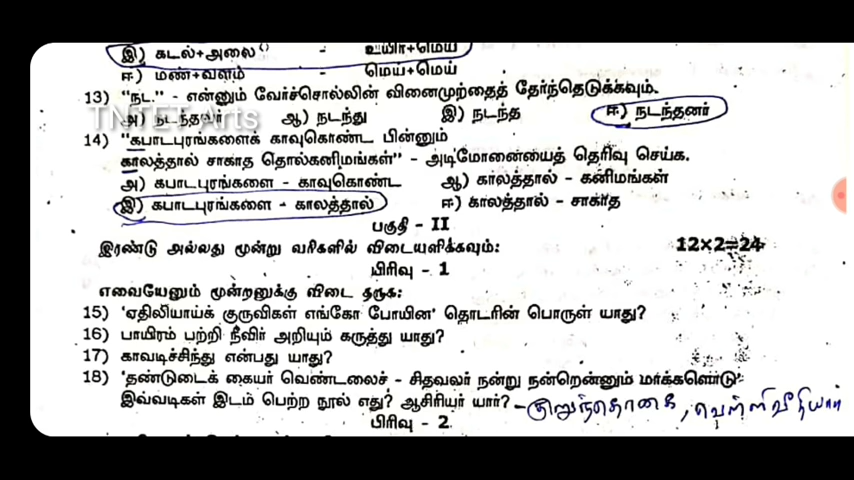 இ) கடல்+அலை - உயிர்+மெய்
ஈ) மண்+வளம் - மெய்+மெய்
13) "நட." - என்னும் வேர்ச்சொல்லின் வினைமுற்றைத் தேர்ந்தெடுக்கவும்.
TNTET Arts
அ) நடந்தவர் ஆ) நடந்து இ) நடந்த ஈ) நடந்தனர்
14) "கபாடபுரங்களைக் காவுகொண்ட பின்னும்
காலத்தால் சாகாத தொல்கனிமங்கள்" - அடிமோனையைத் தெரிவு செய்க.
அ) கபாடபுரங்களை - காவுகொண்ட ஆ) காலத்தால் - கனிமங்கள்
இ) கபாடபுரங்களை - காலத்தால் ஈ) காலத்தால் - சாகாத
பகுதி - II
இரண்டு அல்லது மூன்று வரிகளில் விடையளிக்கவும்: 12×2=24
பிரிவு - 1
எவையேனும் மூன்றனுக்கு விடை தருக:
15) 'ஏதிலியாய்க் குருவிகள் எங்கோ போயின' தொடரின் பொருள் யாது?
16) பாயிரம் பற்றி நீவிர் அறியும் கருத்து யாது?
17) காவடிச்சிந்து என்பது யாது?
18) 'தண்டுடைக் கையர் வெண்டலைச் - சிதவலர் நன்று நன்றென்னும் மாக்களொடு'
இவ்வடிகள் இடம் பெற்ற நூல் எது? ஆசிரியர் யார்? - குறுந்தொகை, வெள்ளிவீதியார்
பிரிவு - 2